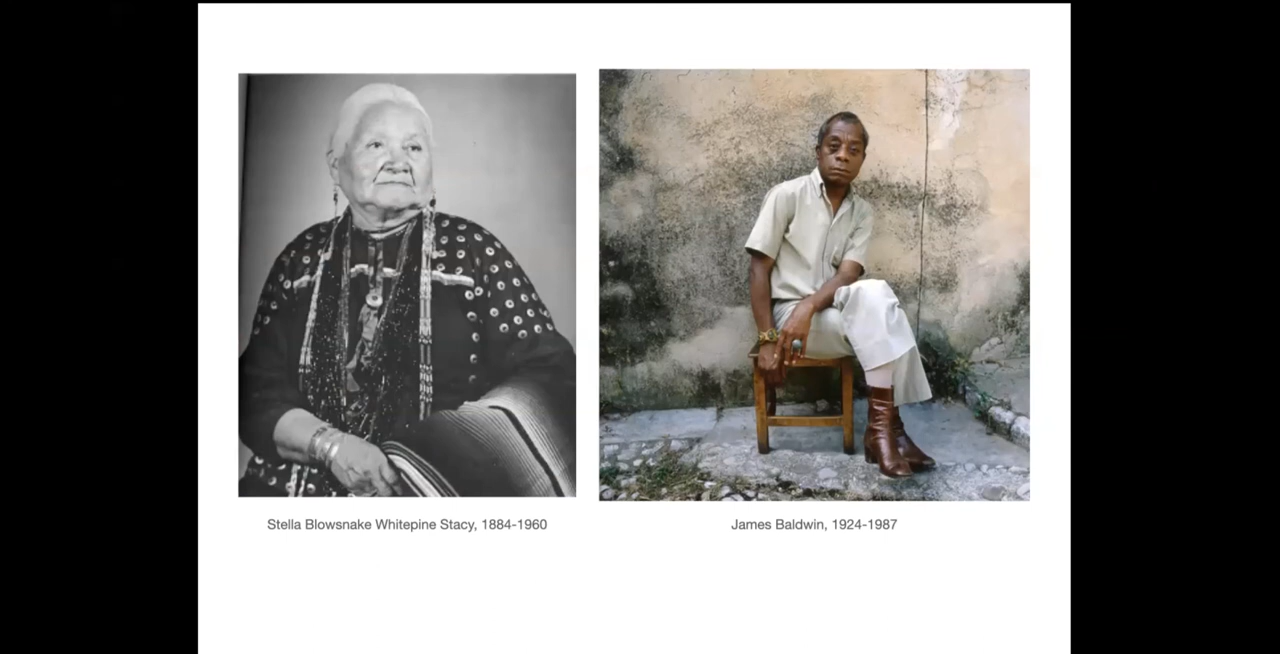 Stella Blowsnake Whitepine Stacy, 1884-1960
James Baldwin, 1924-1987